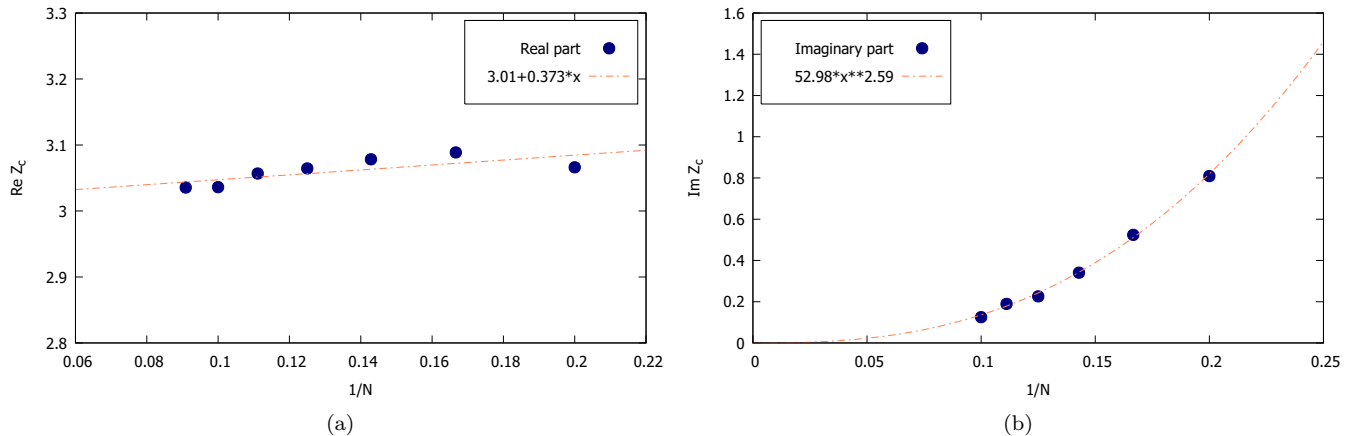 3.3
3.2
3.1
3
2.9
2.8
Re Z_c
0.06 0.08 0.1 0.12 0.14 0.16 0.18 0.2 0.22
1/N
Real part
3.01+0.373*x
(a)
1.6
1.4
1.2
1
0.8
0.6
0.4
0.2
0
Im Z_c
0 0.05 0.1 0.15 0.2 0.25
1/N
Imaginary part
52.98*x**2.59
(b)